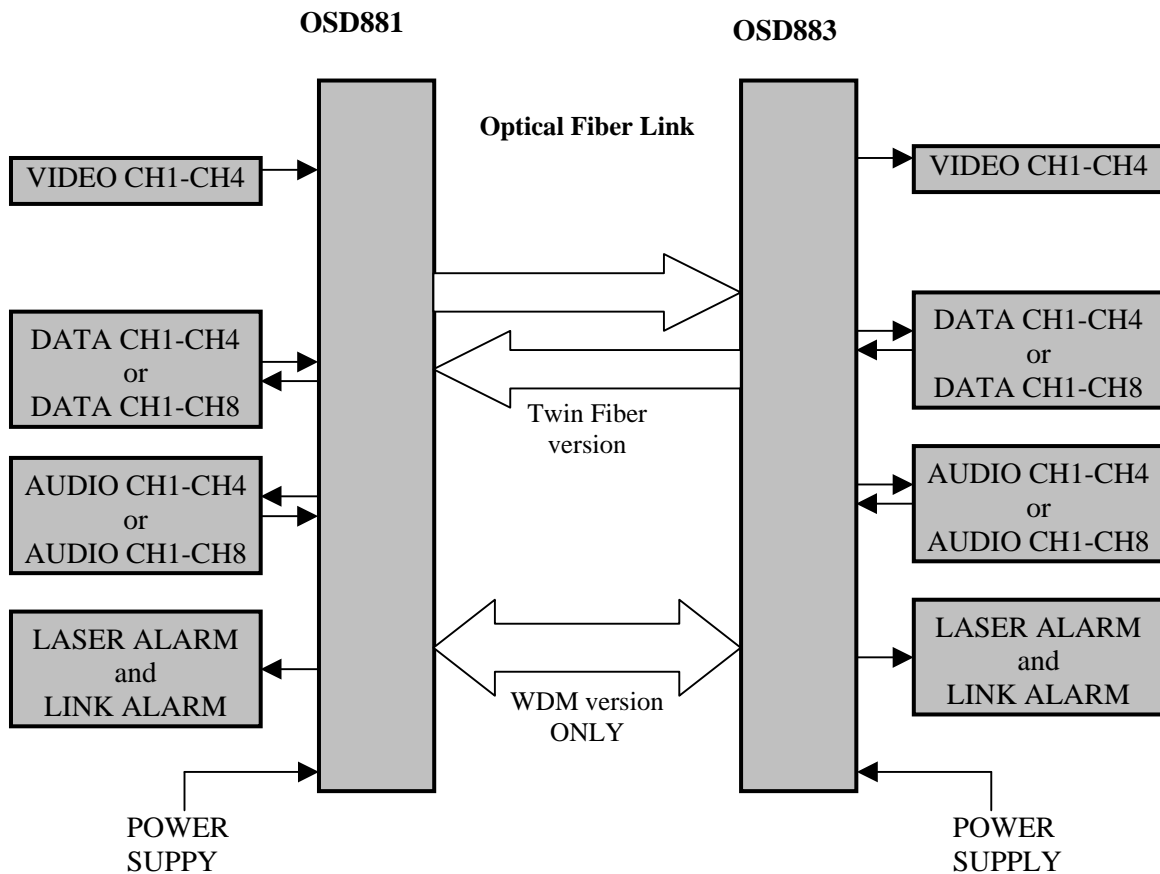 OSD881
OSD883
Optical Fiber Link
VIDEO CH1-CH4
VIDEO CH1-CH4
DATA CH1-CH4
or
DATA CH1-CH8
DATA CH1-CH4
or
DATA CH1-CH8
Twin Fiber
version
AUDIO CH1-CH4
or
AUDIO CH1-CH8
AUDIO CH1-CH4
or
AUDIO CH1-CH8
LASER ALARM
and
LINK ALARM
LASER ALARM
and
LINK ALARM
WDM version
ONLY
POWER
SUPPY
POWER
SUPPLY